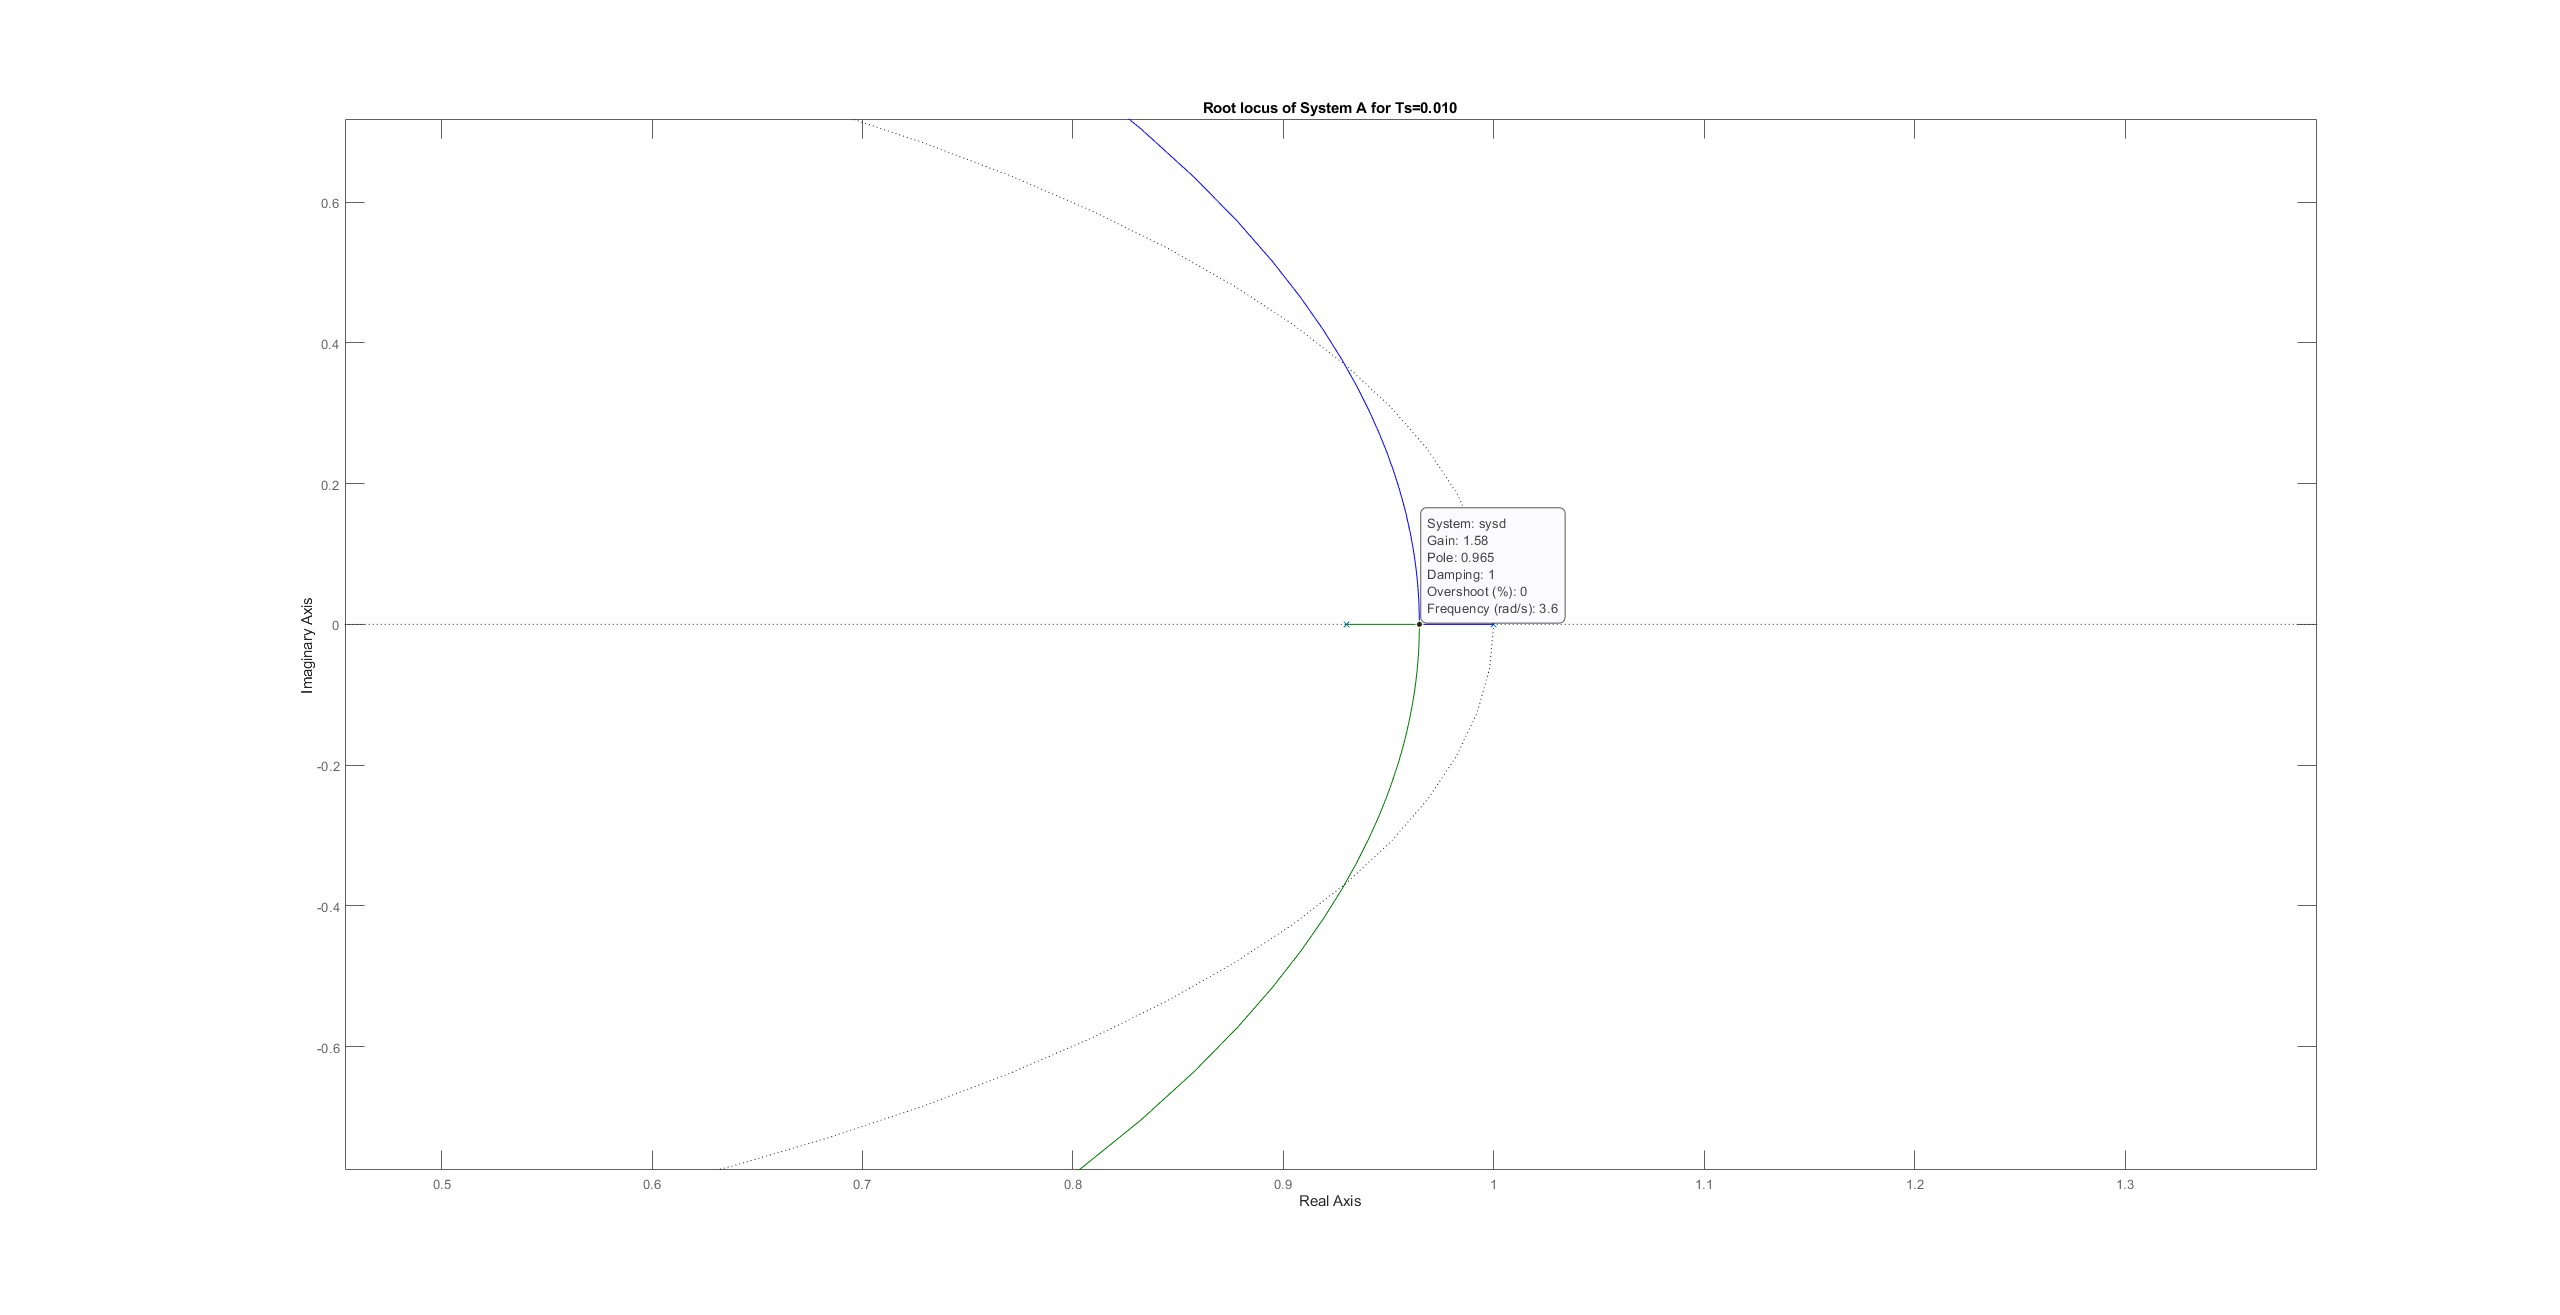 Root locus of System A for Ts=0.010
Imaginary Axis
0.6
0.4
0.2
0
-0.2
-0.4
-0.6
System: sysd
Gain: 1.58
Pole: 0.965
Damping: 1
Overshoot (%): 0
Frequency (rad/s): 3.6
0.5 0.6 0.7 0.8 0.9 1 1.1 1.2 1.3
Real Axis